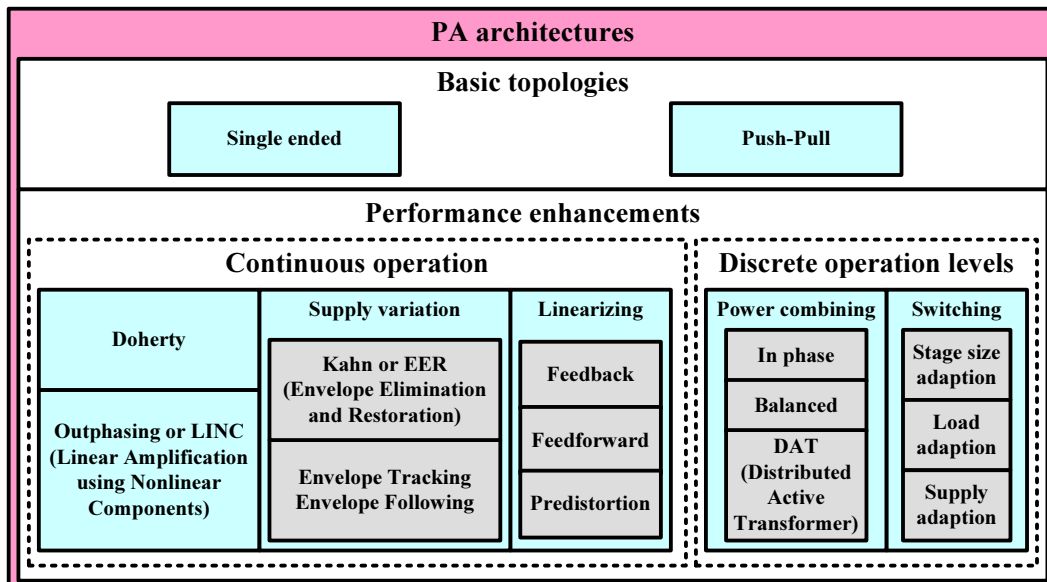 PA architectures
Basic topologies
Single ended
Push-Pull
Performance enhancements
Continuous operation
Doherty
Outphasing or LINC
(Linear Amplification
using Nonlinear
Components)
Supply variation
Kahn or EER
(Envelope Elimination
and Restoration)
Envelope Tracking
Envelope Following
Linearizing
Feedback
Feedforward
Predistortion
Discrete operation levels
Power combining
In phase
Balanced
DAT
(Distributed
Active
Transformer)
Switching
Stage size
adaption
Load
adaption
Supply
adaption